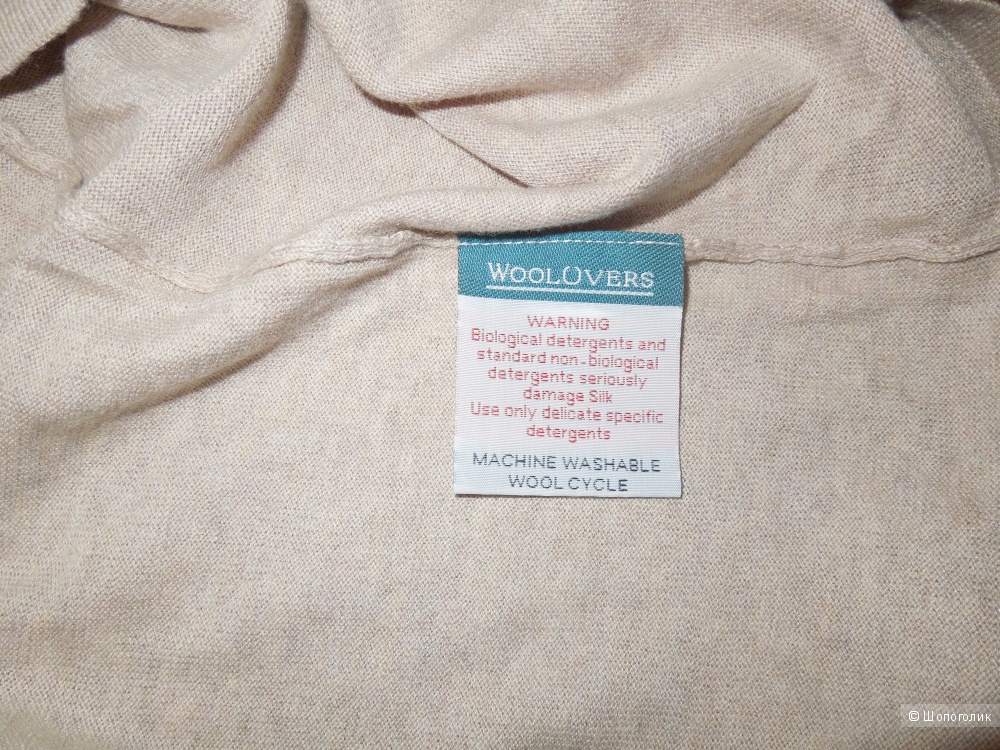 WOOLOVERS
WARNING
Biological detergents and
standard non-biological
detergents seriously
damage Silk
Use only delicate specific
detergents
MACHINE WASHABLE
WOOL CYCLE
© Шопоголик